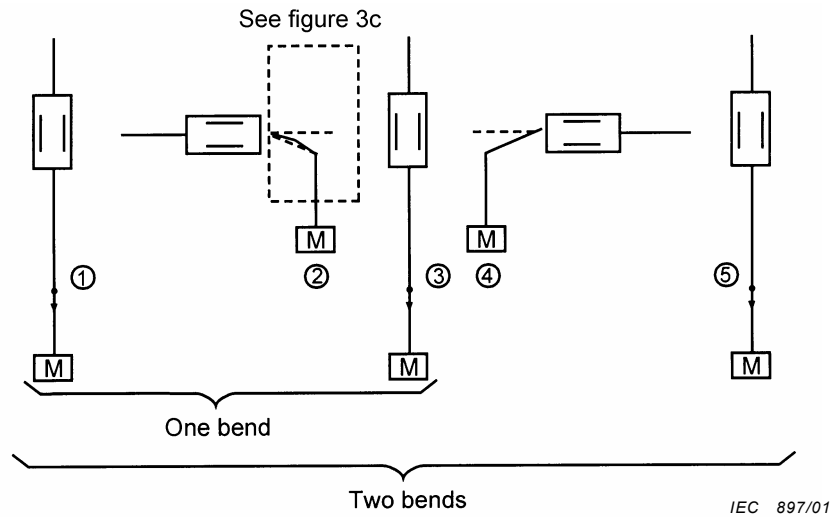 See figure 3c
M
M
① ② ③ ④ ⑤
M
M
M
One bend
Two bends
IEC 897/01